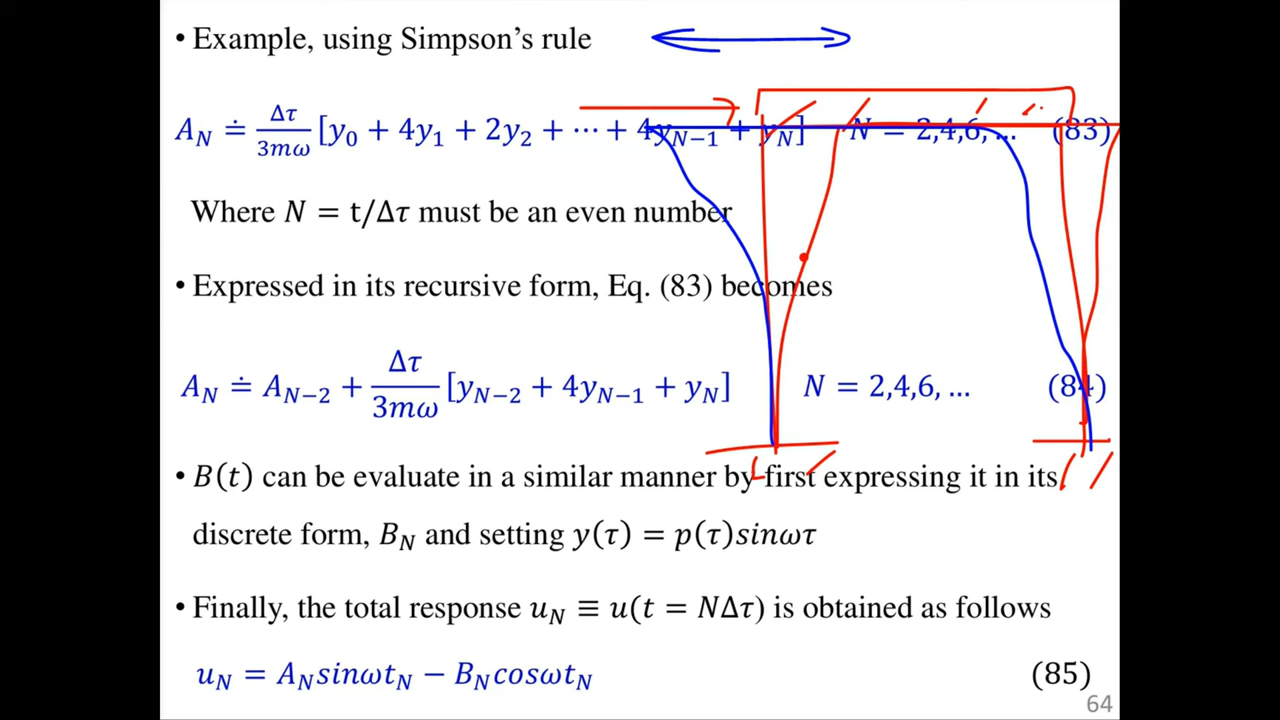 • Example, using Simpson's rule
A_N ≐ Δτ/3mω [y_0 + 4y_1 + 2y_2 + ⋯ + 4y_{N−1} + y_N] N = 2,4,6, … (83)
Where N = t/Δτ must be an even number
• Expressed in its recursive form, Eq. (83) becomes
A_N ≐ A_{N−2} + Δτ/3mω [y_{N−2} + 4y_{N−1} + y_N] N = 2,4,6, … (84)
• B(t) can be evaluate in a similar manner by first expressing it in its
discrete form, B_N and setting y(τ) = p(τ)sinωτ
• Finally, the total response u_N ≡ u(t = NΔτ) is obtained as follows
u_N = A_N sinωt_N − B_N cosωt_N (85)
64